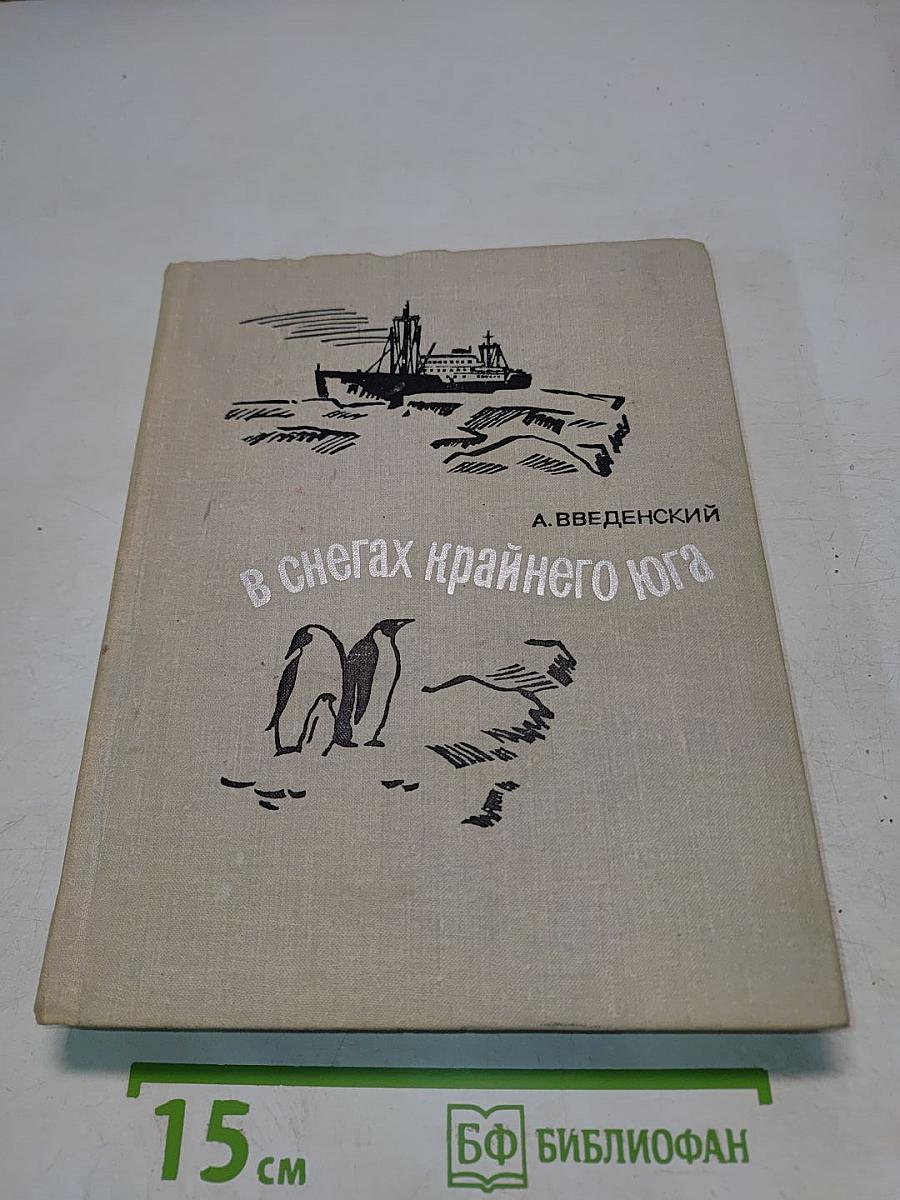 А. ВВЕДЕНСКИЙ
в снегах крайнего юга
15 см
БФ БИБЛИОФАН